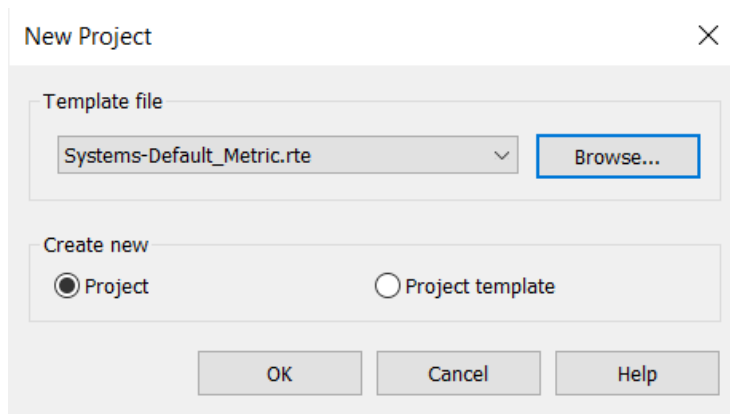 New Project
Template file
Systems-Default_Metric.rte
Browse...
Create new
Project
Project template
OK
Cancel
Help